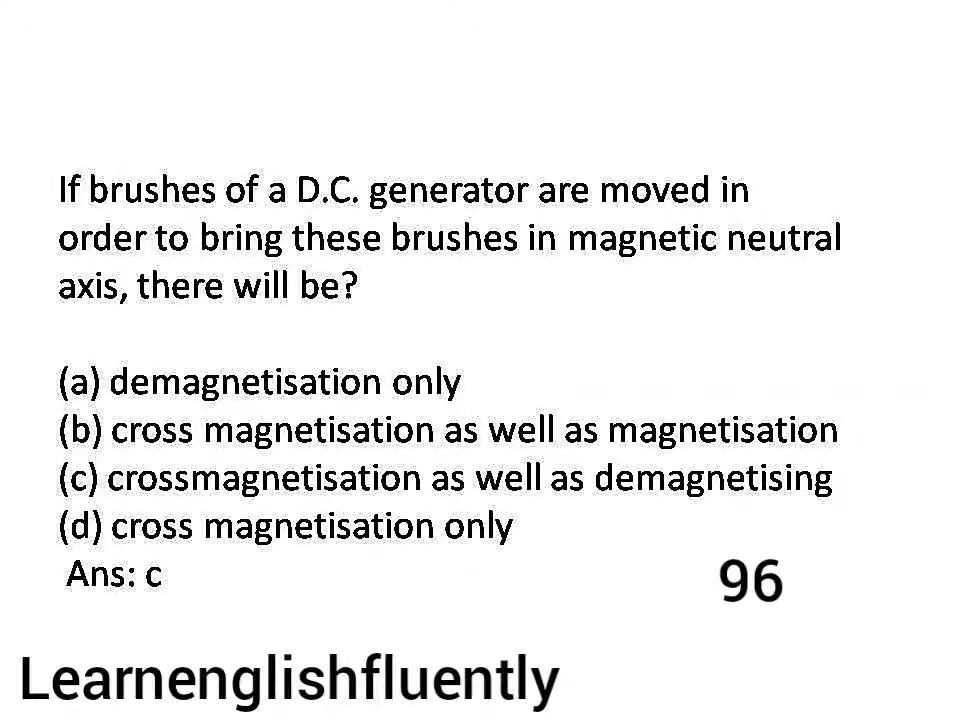 If brushes of a D.C. generator are moved in
order to bring these brushes in magnetic neutral
axis, there will be?
(a) demagnetisation only
(b) cross magnetisation as well as magnetisation
(c) crossmagnetisation as well as demagnetising
(d) cross magnetisation only
Ans: c
96
Learnenglishfluently